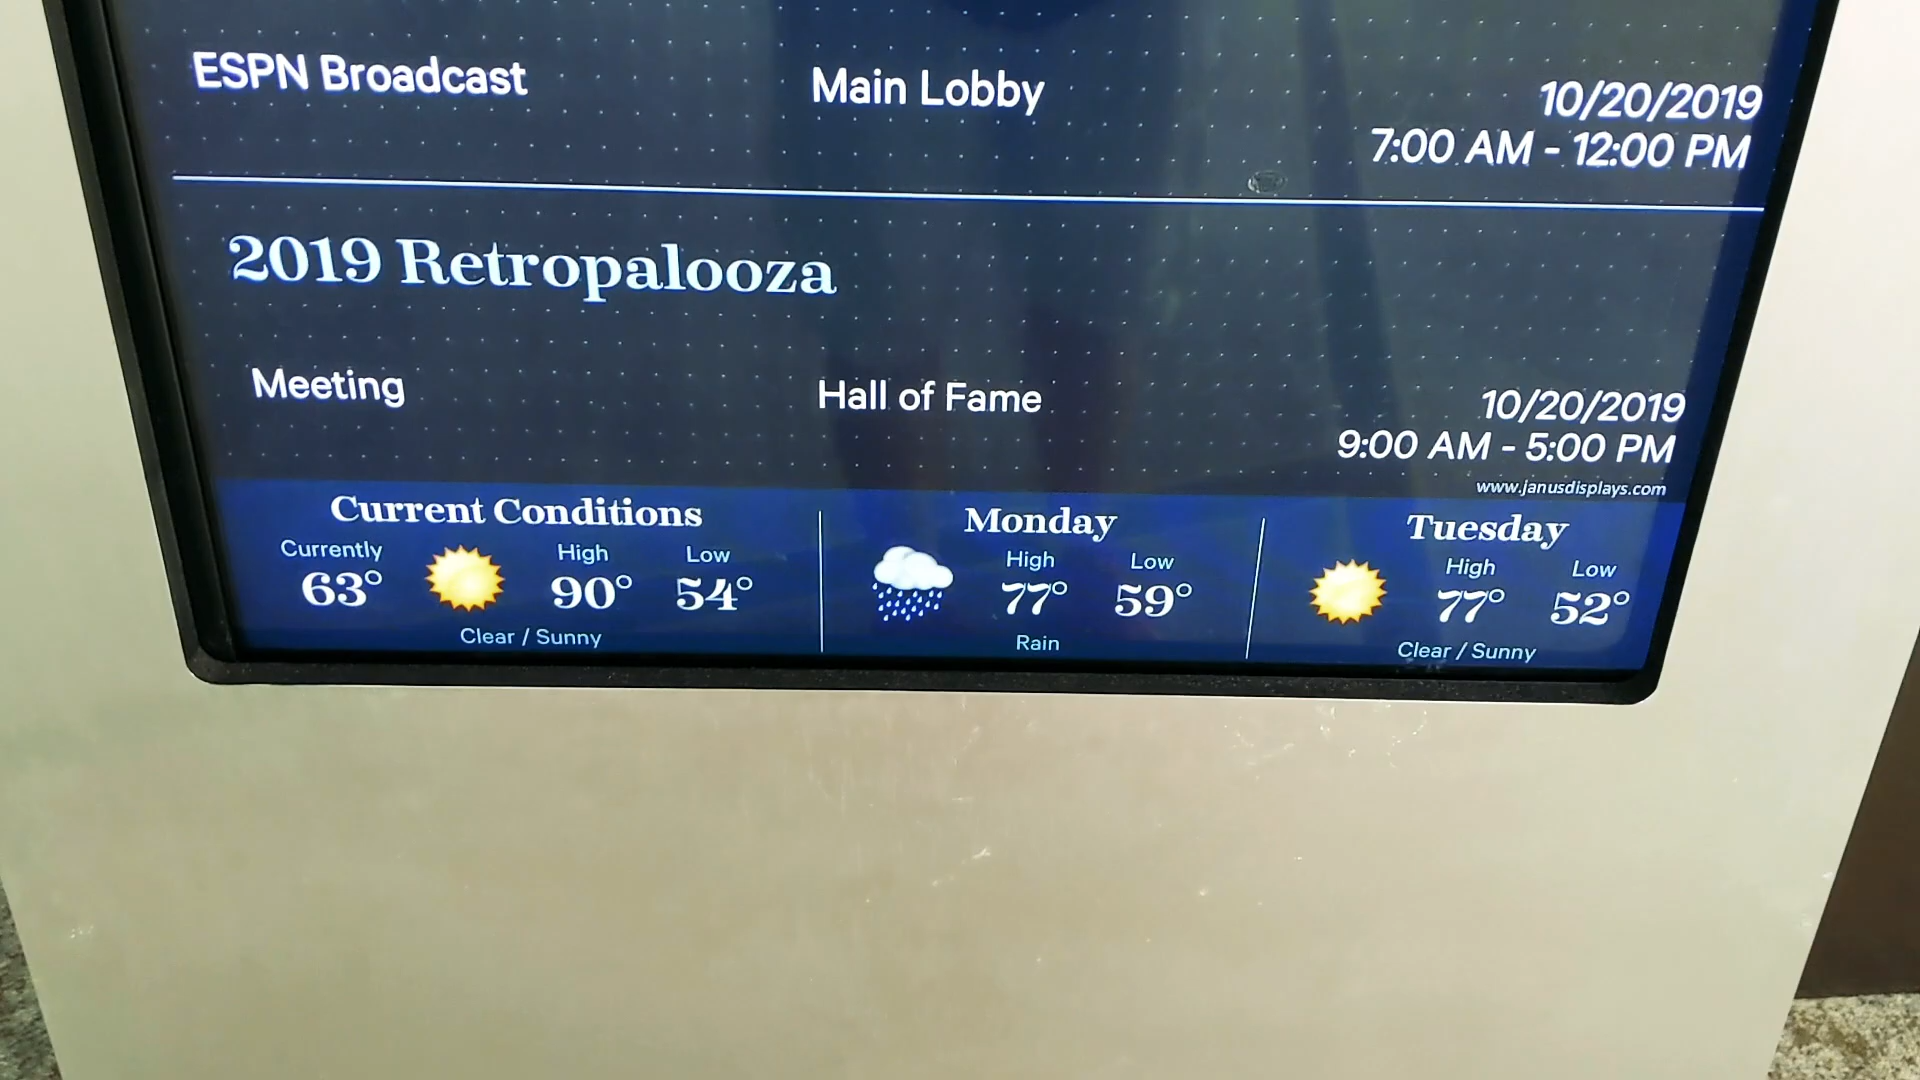 ESPN Broadcast
Main Lobby
10/20/2019
7:00 AM - 12:00 PM
2019 Retropalooza
Meeting
Hall of Fame
10/20/2019
9:00 AM - 5:00 PM
www.janusdisplays.com
Current Conditions
Currently
63°
High
90°
Low
54°
Clear / Sunny
Monday
High
77°
Low
59°
Rain
Tuesday
High
77°
Low
52°
Clear / Sunny